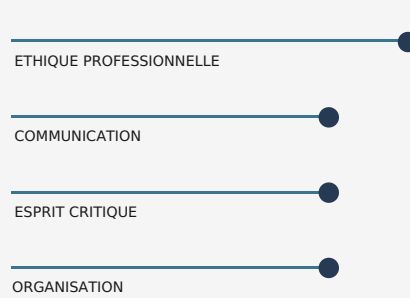 ETHIQUE PROFESSIONNELLE
COMMUNICATION
ESPRIT CRITIQUE
ORGANISATION